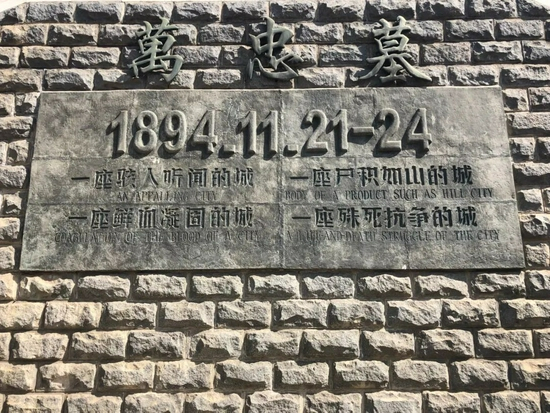 萬忠墓
1894.11.21-24
一座骇人听闻的城 一座尸积如山的城
APPALLING CITY BODY OF A PRODUCT SUCH AS HILL CITY
一座鲜血凝固的城 一座殊死抗争的城
OF THE BLOOD OF A CITY A LIFE AND DEATH STRUGGLE OF THE CITY